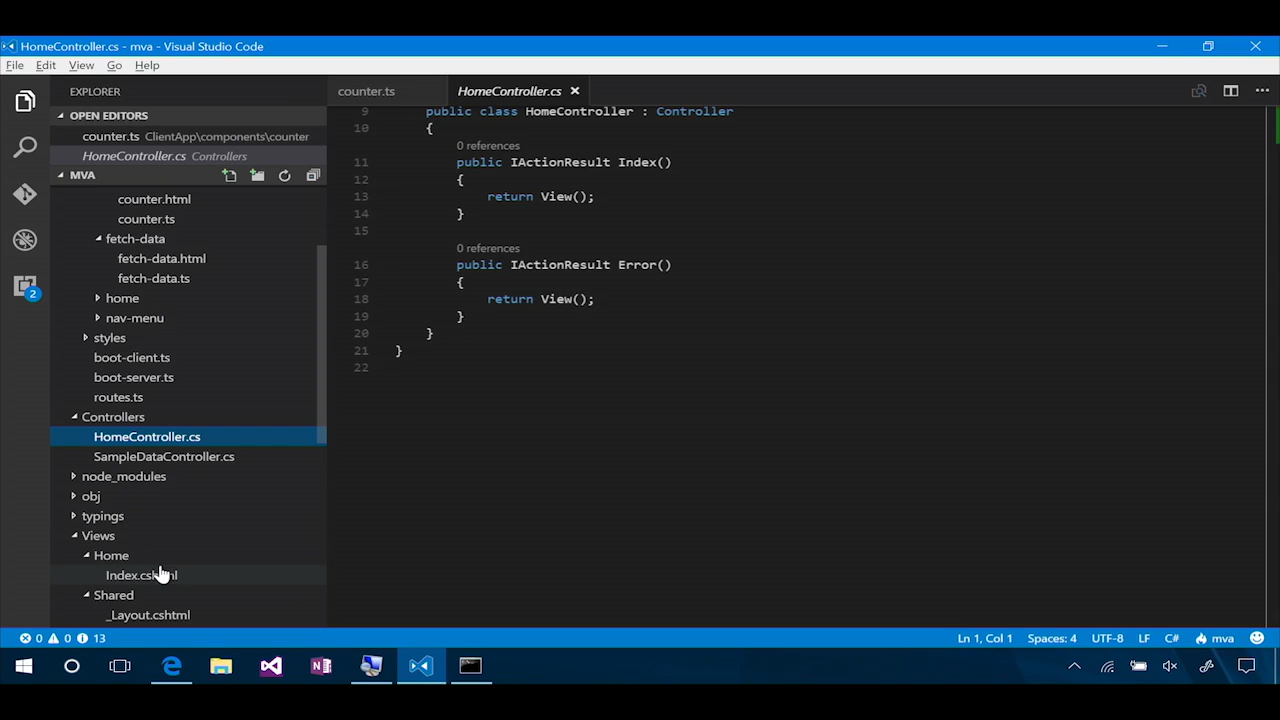 HomeController.cs - mva - Visual Studio Code
File Edit View Go Help
EXPLORER
OPEN EDITORS
counter.ts ClientApp\components\counter
HomeController.cs Controllers
MVA
counter.html
counter.ts
fetch-data
fetch-data.html
fetch-data.ts
home
nav-menu
styles
boot-client.ts
boot-server.ts
routes.ts
Controllers
HomeController.cs
SampleDataController.cs
node_modules
obj
typings
Views
Home
Index.cshtml
Shared
_Layout.cshtml
2
counter.ts HomeController.cs
9 public class HomeController : Controller
10 {
0 references
11 public IActionResult Index()
12 {
13 return View();
14 }
15
0 references
16 public IActionResult Error()
17 {
18 return View();
19 }
20 }
21 }
22
0 0 13 Ln 1, Col 1 Spaces: 4 UTF-8 LF C# mva